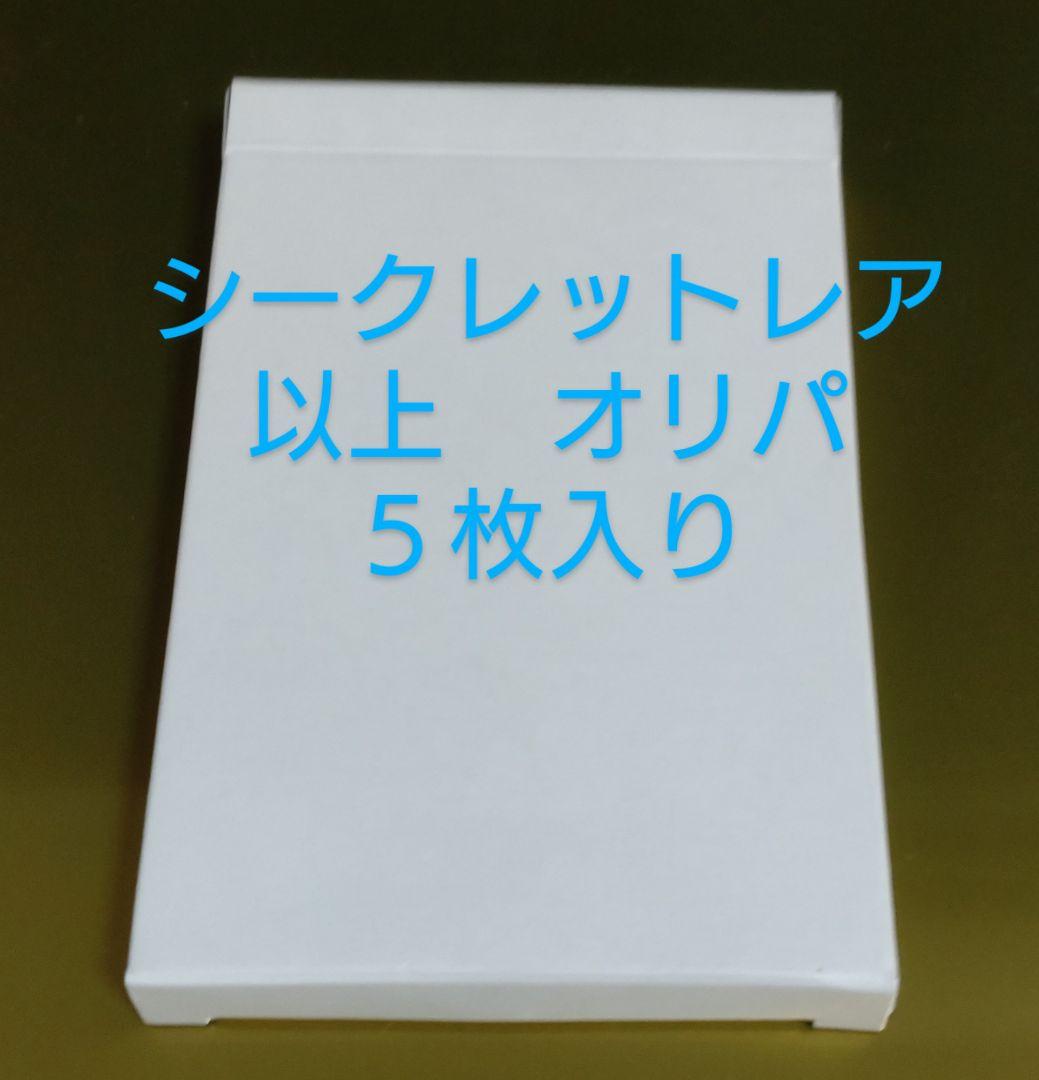 シークレットレア
以上　オリパ
５枚入り